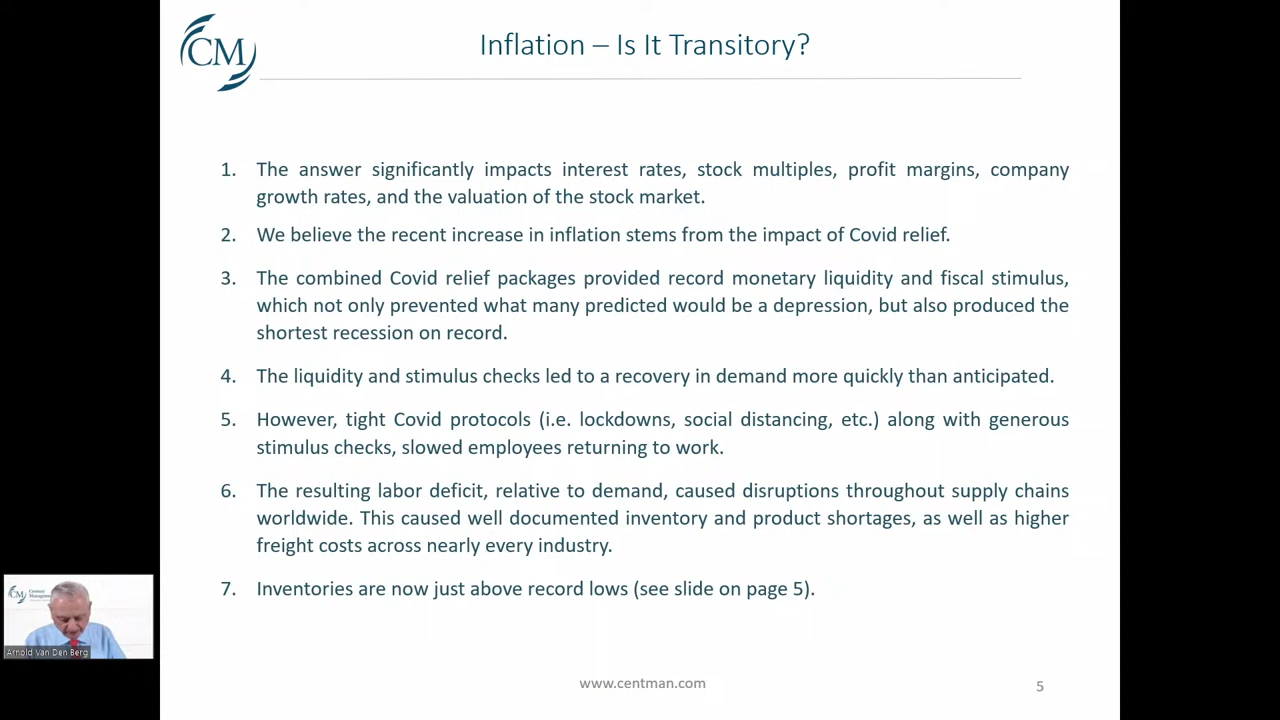 CM
Inflation – Is It Transitory?
1. The answer significantly impacts interest rates, stock multiples, profit margins, company
growth rates, and the valuation of the stock market.
2. We believe the recent increase in inflation stems from the impact of Covid relief.
3. The combined Covid relief packages provided record monetary liquidity and fiscal stimulus,
which not only prevented what many predicted would be a depression, but also produced the
shortest recession on record.
4. The liquidity and stimulus checks led to a recovery in demand more quickly than anticipated.
5. However, tight Covid protocols (i.e. lockdowns, social distancing, etc.) along with generous
stimulus checks, slowed employees returning to work.
6. The resulting labor deficit, relative to demand, caused disruptions throughout supply chains
worldwide. This caused well documented inventory and product shortages, as well as higher
freight costs across nearly every industry.
7. Inventories are now just above record lows (see slide on page 5).
CM
Arnold Van Den Berg
www.centman.com
5